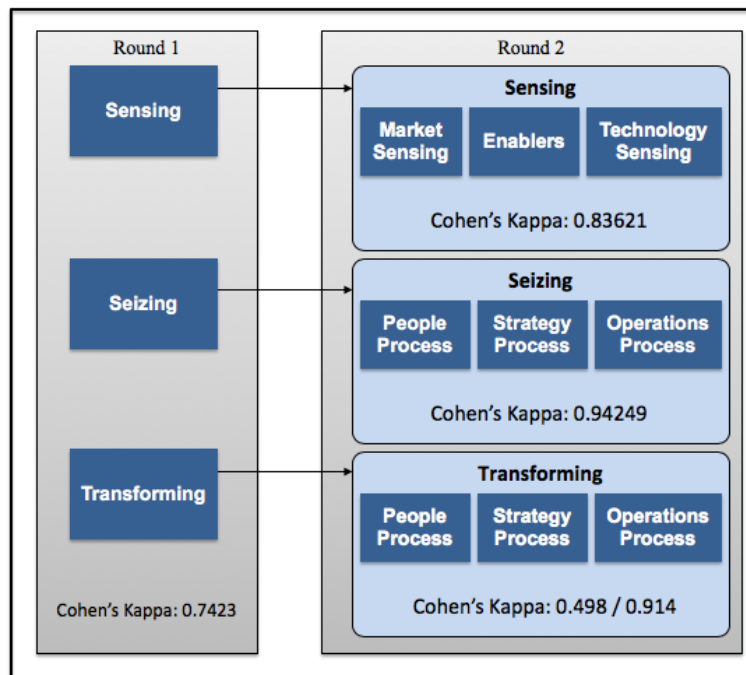 Round 1
Sensing
Seizing
Transforming
Cohen's Kappa: 0.7423
Round 2
Sensing
Market
Sensing
Enablers
Technology
Sensing
Cohen's Kappa: 0.83621
Seizing
People
Process
Strategy
Process
Operations
Process
Cohen's Kappa: 0.94249
Transforming
People
Process
Strategy
Process
Operations
Process
Cohen's Kappa: 0.498 / 0.914